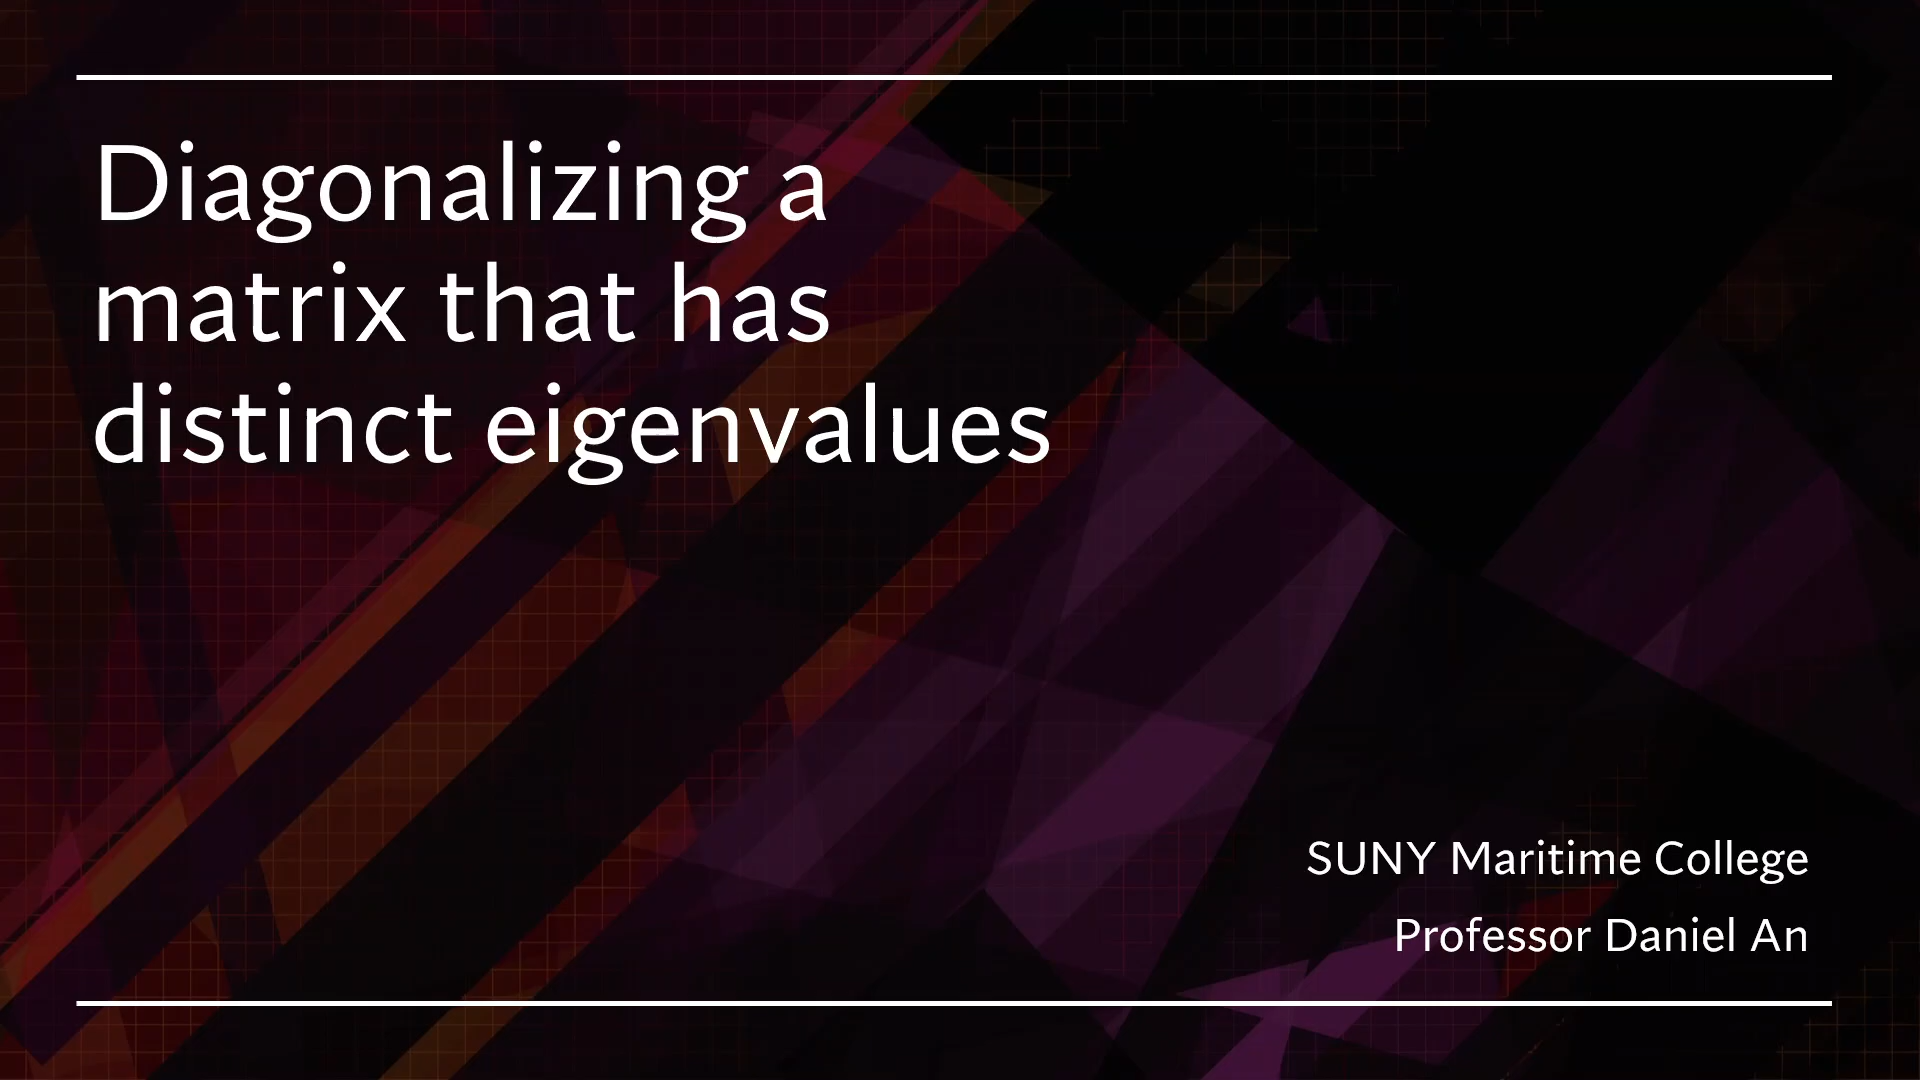 Diagonalizing a
matrix that has
distinct eigenvalues
SUNY Maritime College
Professor Daniel An